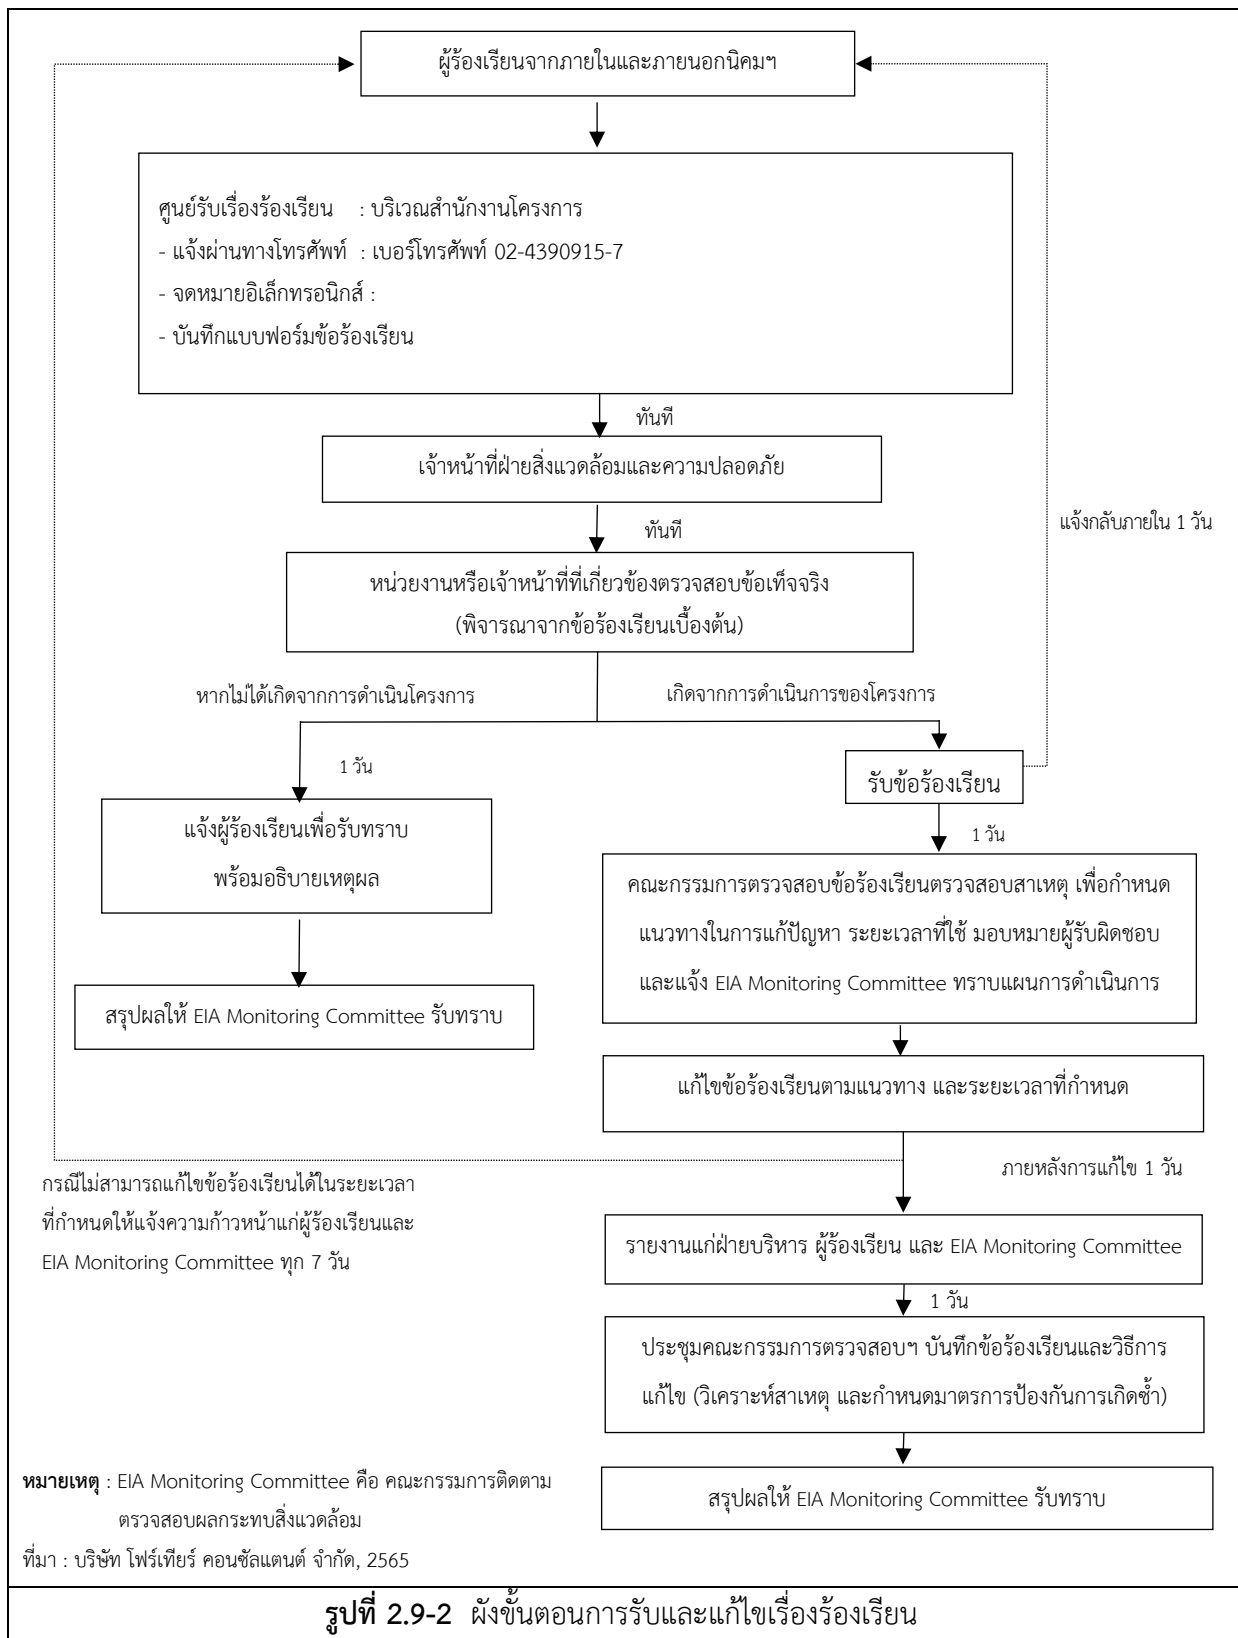 ผู้ร้องเรียนจากภายในและภายนอกนิคมฯ
ศูนย์รับเรื่องร้องเรียน : บริเวณสำนักงานโครงการ
- แจ้งผ่านทางโทรศัพท์ : เบอร์โทรศัพท์ 02-4390915-7
- จดหมายอิเล็กทรอนิกส์ :
- บันทึกแบบฟอร์มข้อร้องเรียน
ทันที
เจ้าหน้าที่ฝ่ายสิ่งแวดล้อมและความปลอดภัย
แจ้งกลับภายใน 1 วัน
ทันที
หน่วยงานหรือเจ้าหน้าที่ที่เกี่ยวข้องตรวจสอบข้อเท็จจริง
(พิจารณาจากข้อร้องเรียนเบื้องต้น)
หากไม่ได้เกิดจากการดำเนินโครงการ
เกิดจากการดำเนินการของโครงการ
1 วัน
รับข้อร้องเรียน
แจ้งผู้ร้องเรียนเพื่อรับทราบ
พร้อมอธิบายเหตุผล
1 วัน
คณะกรรมการตรวจสอบข้อร้องเรียนตรวจสอบสาเหตุ เพื่อกำหนด
แนวทางในการแก้ปัญหา ระยะเวลาที่ใช้ มอบหมายผู้รับผิดชอบ
และแจ้ง EIA Monitoring Committee ทราบแผนการดำเนินการ
สรุปผลให้ EIA Monitoring Committee รับทราบ
แก้ไขข้อร้องเรียนตามแนวทาง และระยะเวลาที่กำหนด
ภายหลังการแก้ไข 1 วัน
กรณีไม่สามารถแก้ไขข้อร้องเรียนได้ในระยะเวลา
ที่กำหนดให้แจ้งความก้าวหน้าแก่ผู้ร้องเรียนและ
EIA Monitoring Committee ทุก 7 วัน
รายงานแก่ฝ่ายบริหาร ผู้ร้องเรียน และ EIA Monitoring Committee
1 วัน
ประชุมคณะกรรมการตรวจสอบฯ บันทึกข้อร้องเรียนและวิธีการ
แก้ไข (วิเคราะห์สาเหตุ และกำหนดมาตรการป้องกันการเกิดซ้ำ)
สรุปผลให้ EIA Monitoring Committee รับทราบ
หมายเหตุ : EIA Monitoring Committee คือ คณะกรรมการติดตาม
ตรวจสอบผลกระทบสิ่งแวดล้อม
ที่มา : บริษัท โฟร์เทียร์ คอนซัลแตนต์ จำกัด, 2565
รูปที่ 2.9-2 ผังขั้นตอนการรับและแก้ไขเรื่องร้องเรียน